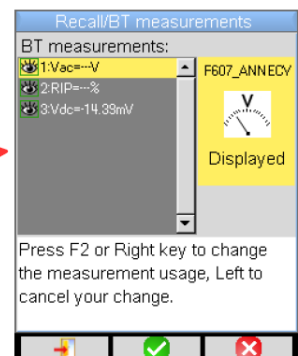 Recall/BT measurements
BT measurements:
1:Vac=---V
2:RIP=---%
3:Vdc=-14.39mV
F607_ANNECY
V
Displayed
Press F2 or Right key to change
the measurement usage, Left to
cancel your change.